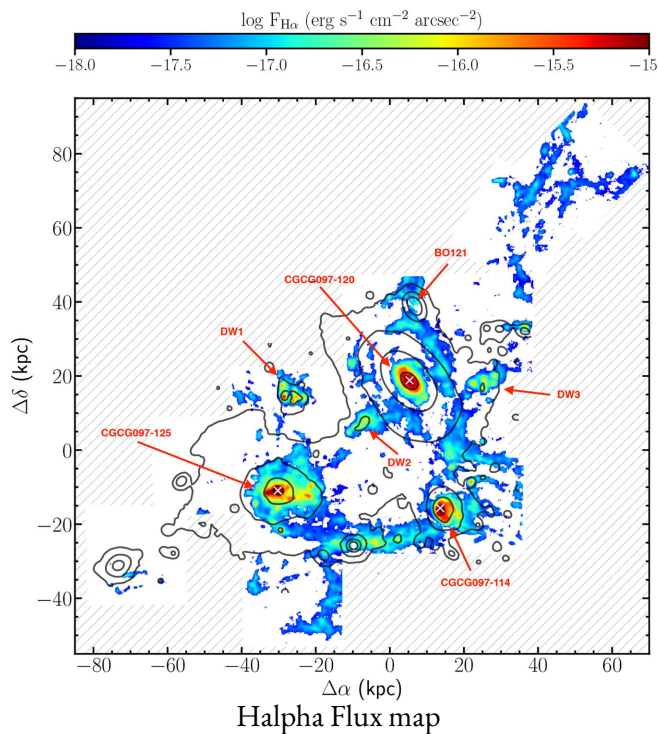 log F_Hα (erg s⁻¹ cm⁻² arcsec⁻²)
−18.0 −17.5 −17.0 −16.5 −16.0 −15.5 −15
BO121
CGCG097-120
DW1
DW3
CGCG097-125
DW2
CGCG097-114
80
60
40
20
0
−20
−40
Δδ (kpc)
−80 −60 −40 −20 0 20 40 60
Δα (kpc)
Halpha Flux map